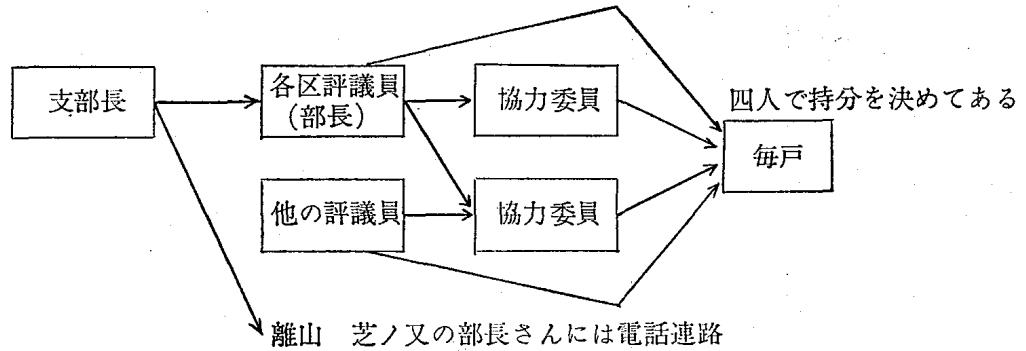 支部長
各区評議員
(部長)
協力委員
四人で持分を決めてある
毎戸
他の評議員
協力委員
離山 芝ノ又の部長さんには電話連路